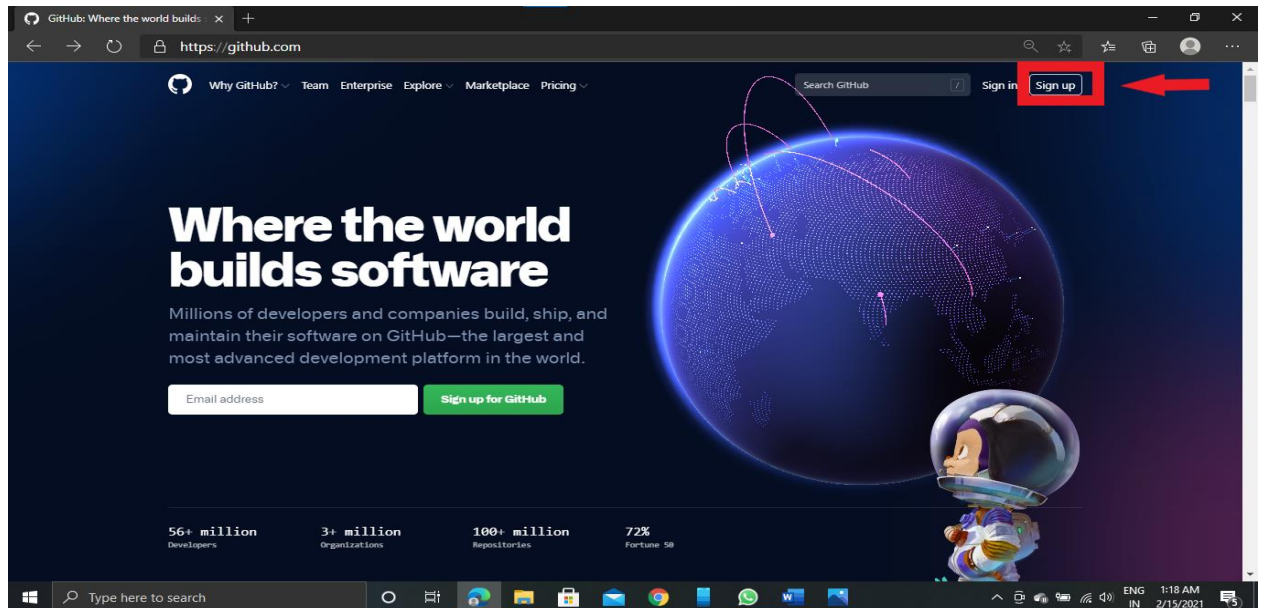 GitHub: Where the world builds
https://github.com
Why GitHub? Team Enterprise Explore Marketplace Pricing Search GitHub / Sign in Sign up
Where the world
builds software
Millions of developers and companies build, ship, and
maintain their software on GitHub—the largest and
most advanced development platform in the world.
Email address Sign up for GitHub
56+ million 3+ million 100+ million 72%
Developers Organizations Repositories Fortune 50
Type here to search ENG 1:18 AM
IN 2/15/2021 5